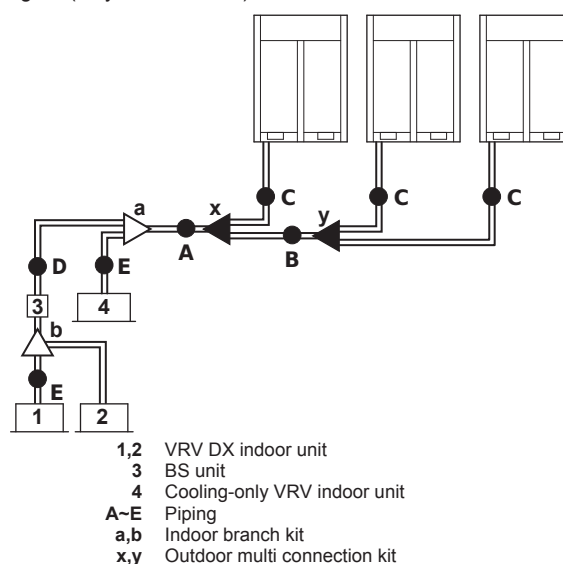 C C C
a x y
A B
D E
3 4
b
E
1 2
1,2 VRV DX indoor unit
3 BS unit
4 Cooling-only VRV indoor unit
A~E Piping
a,b Indoor branch kit
x,y Outdoor multi connection kit